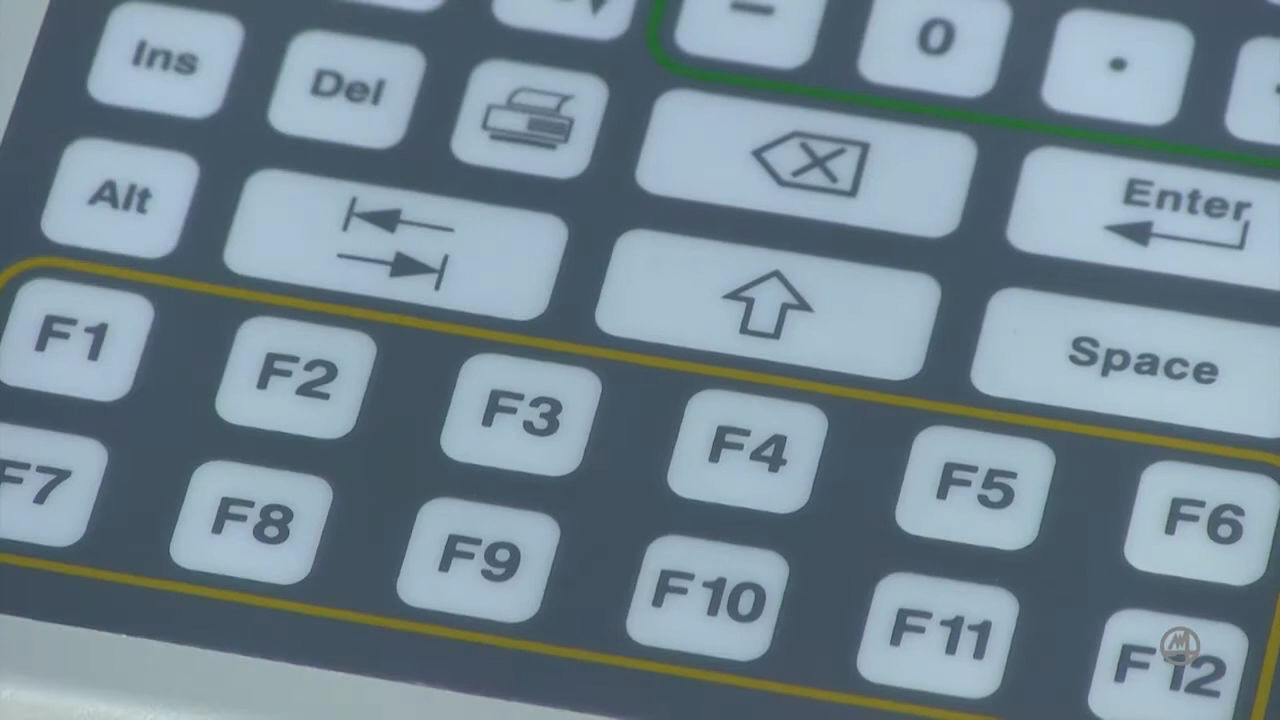 - 0 .
Ins Del
Enter
Alt
Space
F1 F2 F3 F4 F5 F6
F7 F8 F9 F10 F11 F12